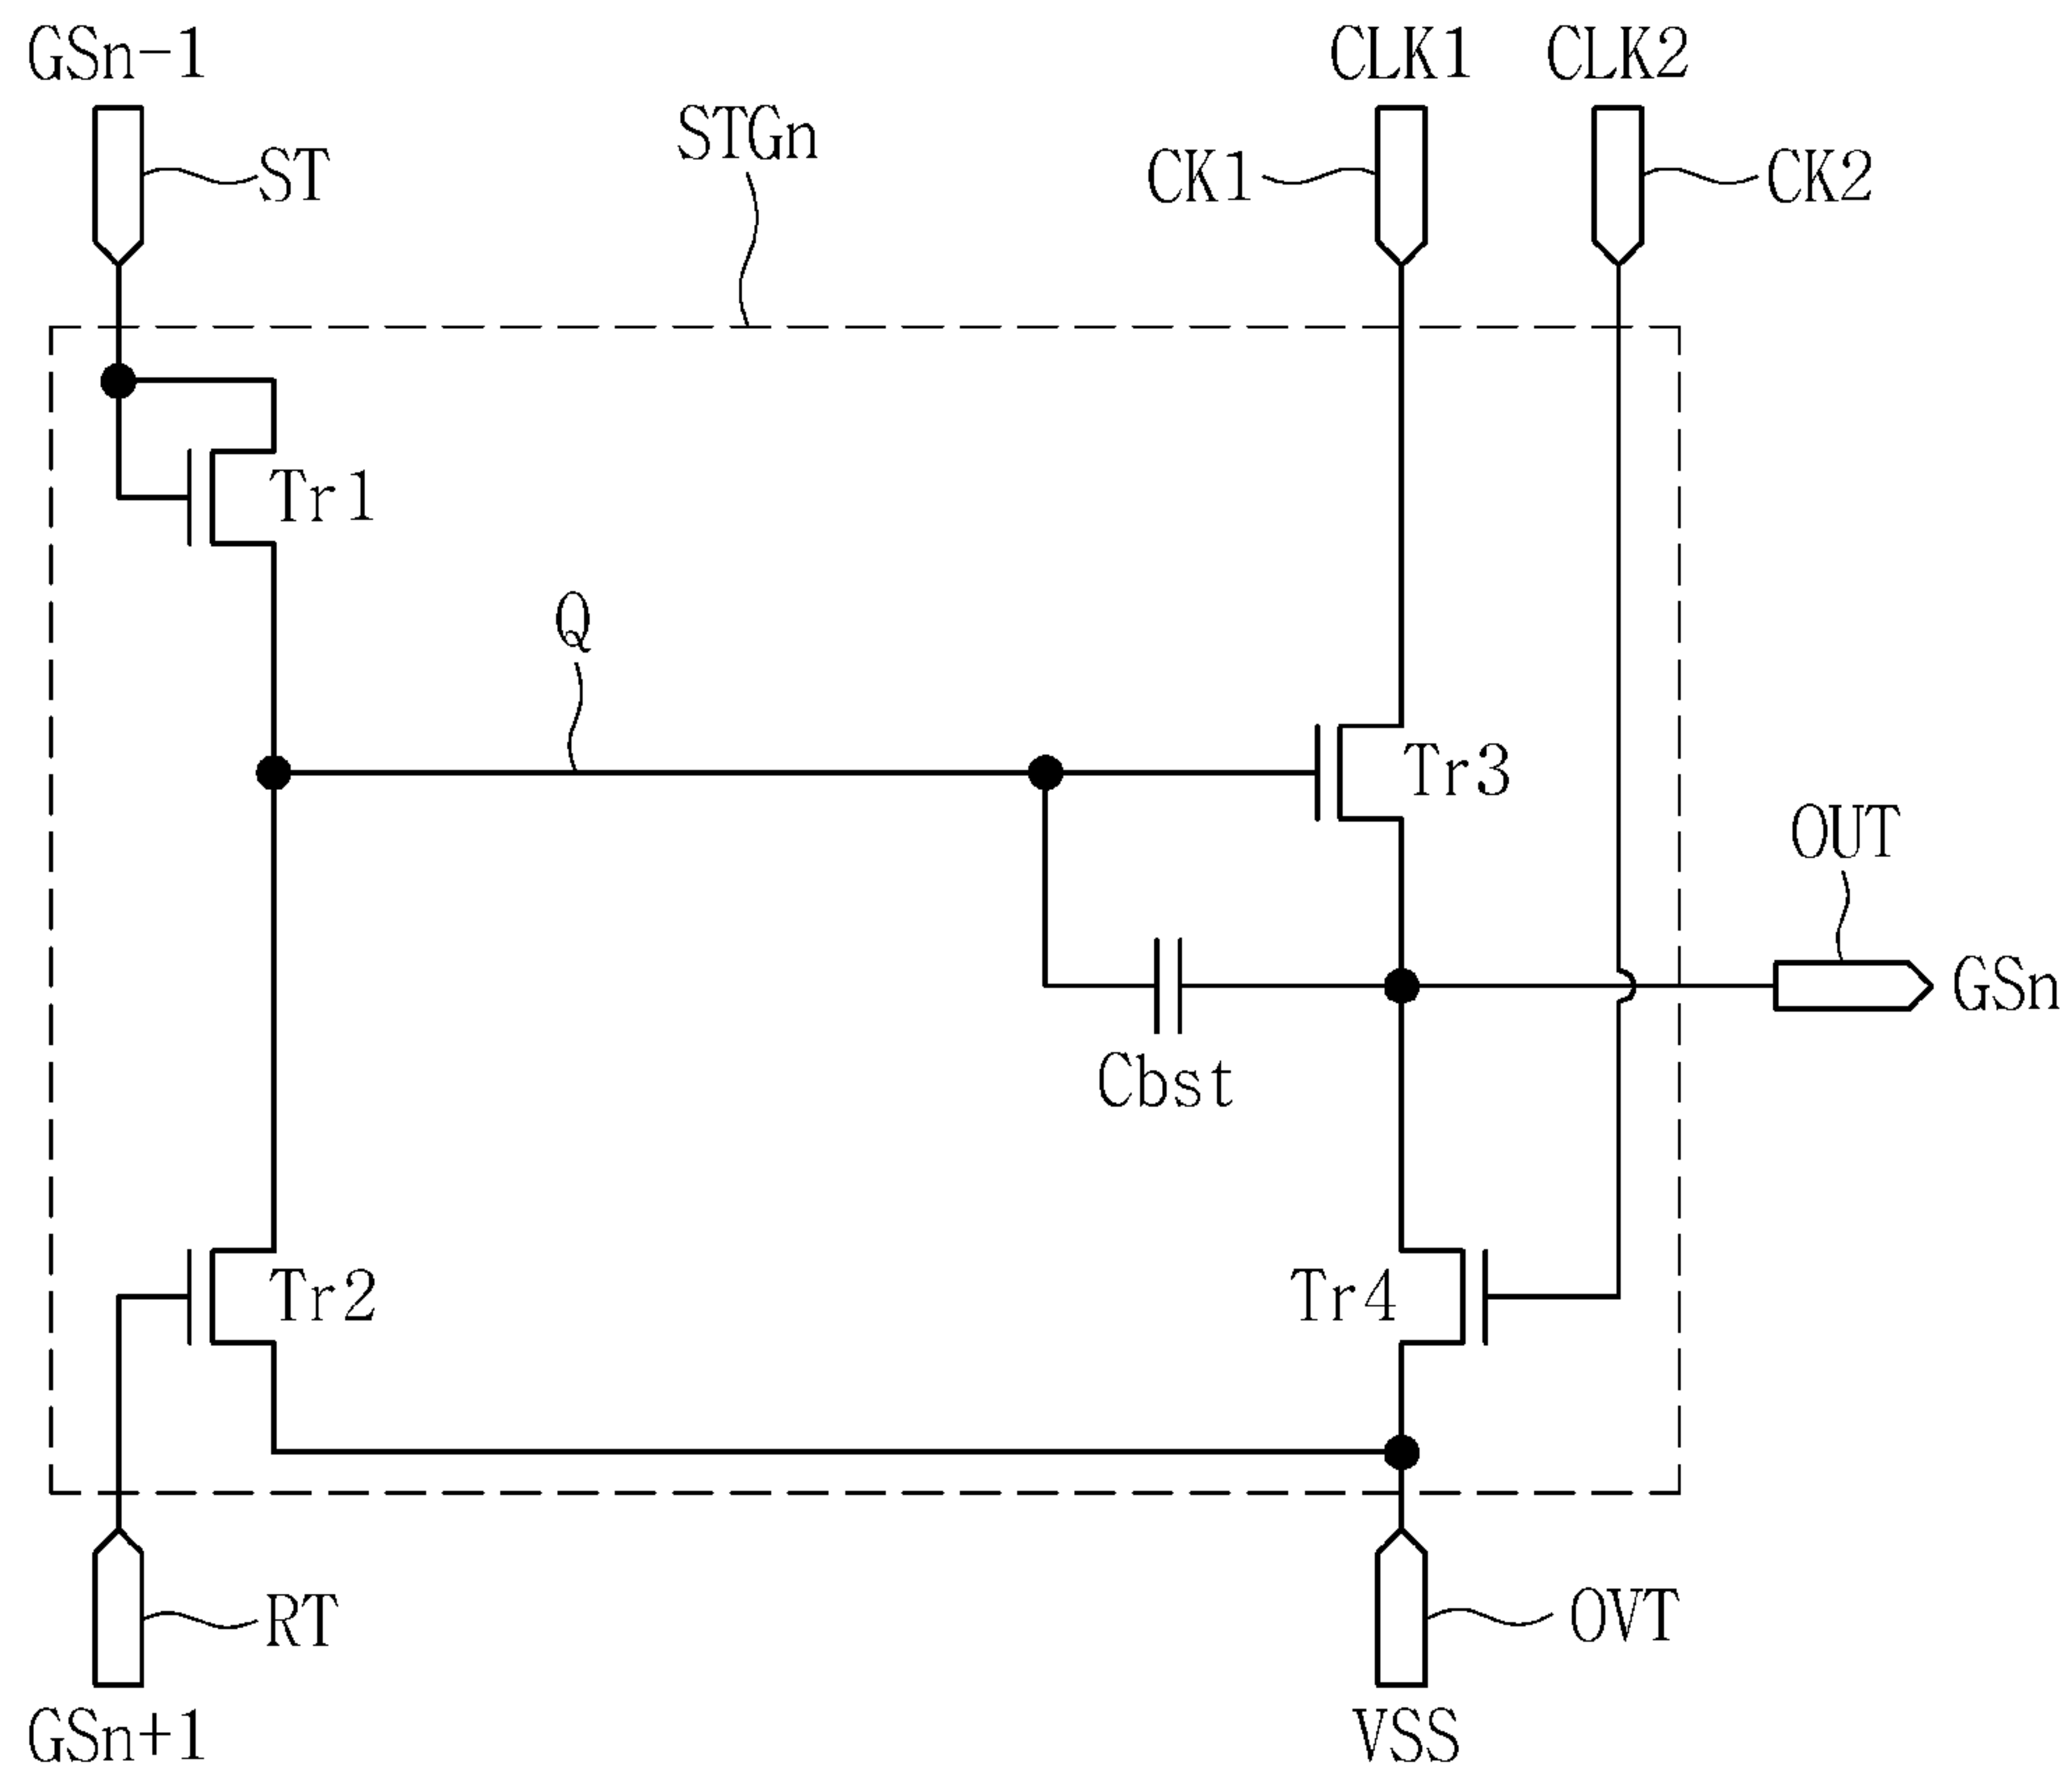 GSn-1
CLK1
CLK2
STGn
ST
CK1
CK2
Tr1
Q
Tr3
OUT
GSn
Cbst
Tr2
Tr4
RT
OVT
GSn+1
VSS